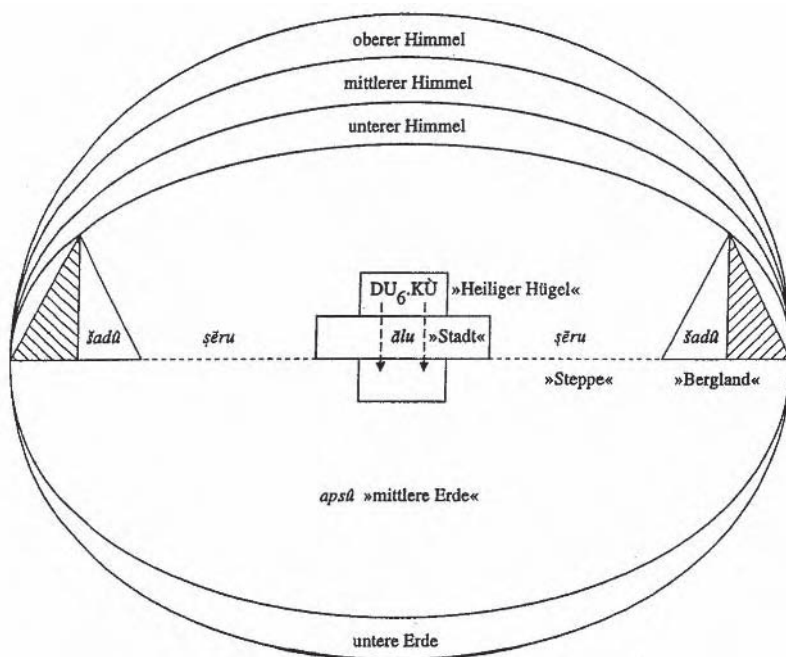 oberer Himmel
mittlerer Himmel
unterer Himmel
DU₆.KÙ »Heiliger Hügel«
šadû ṣēru ālu »Stadt« ṣēru šadû
»Steppe« »Bergland«
apsû »mittlere Erde«
untere Erde